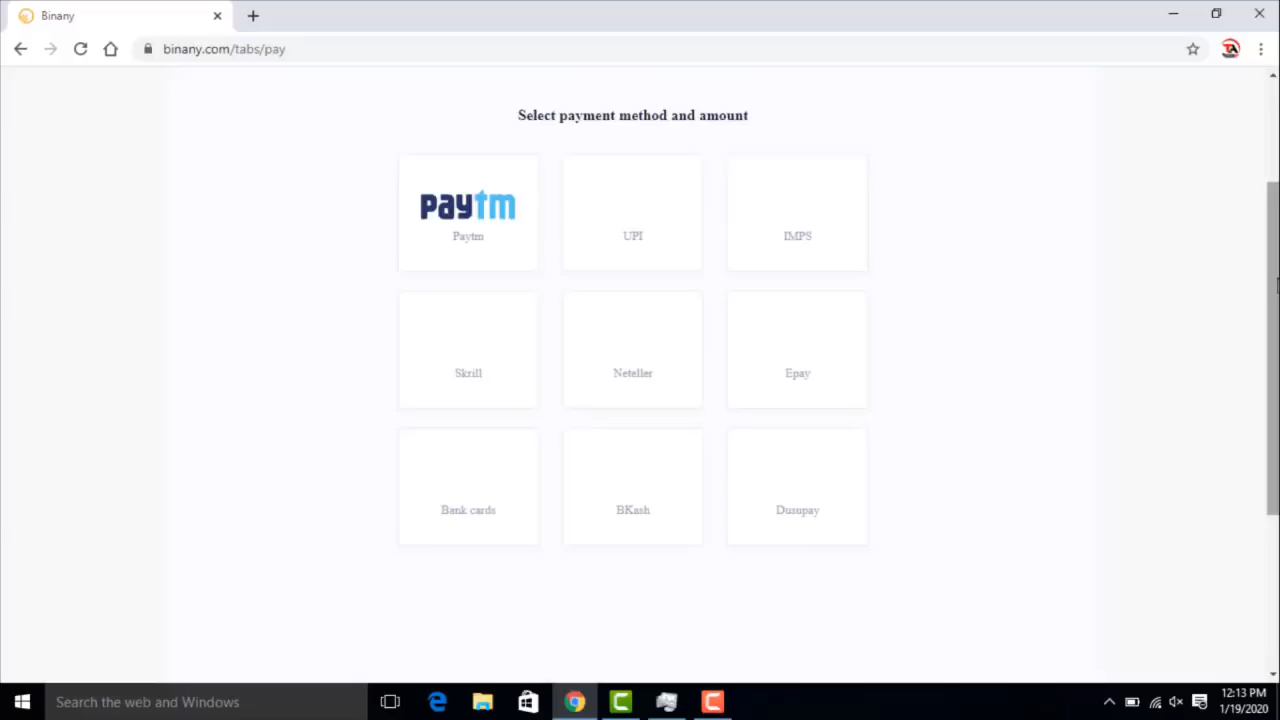 Binany
binany.com/tabs/pay
TA
Select payment method and amount
paytm
Paytm
UPI
IMPS
Skrill
Neteller
Epay
Bank cards
BKash
Dusupay
Search the web and Windows
12:13 PM
1/19/2020